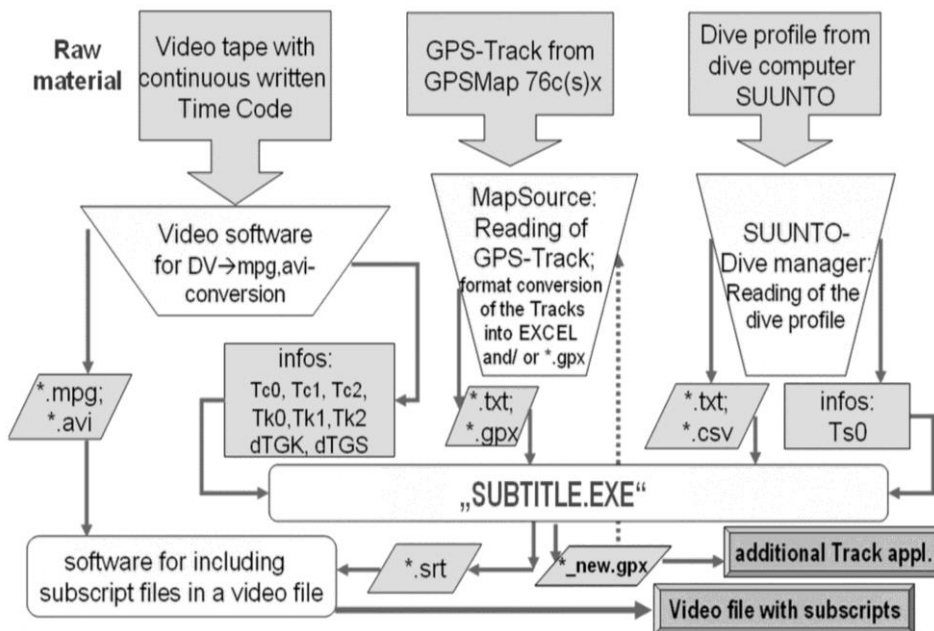 Raw
material
Video tape with
continuous written
Time Code
GPS-Track from
GPSMap 76c(s)x
Dive profile from
dive computer
SUUNTO
Video software
for DV→mpg,avi-
conversion
MapSource:
Reading of
GPS-Track;
format conversion
of the Tracks
into EXCEL
and/ or *.gpx
SUUNTO-
Dive manager:
Reading of the
dive profile
*.mpg;
*.avi
infos:
Tc0, Tc1, Tc2,
Tk0,Tk1,Tk2
dTGK, dTGS
*.txt;
*.gpx
*.txt;
*.csv
infos:
Ts0
„SUBTITLE.EXE“
software for including
subscript files in a video file
*.srt
*_new.gpx
additional Track appl.
Video file with subscripts